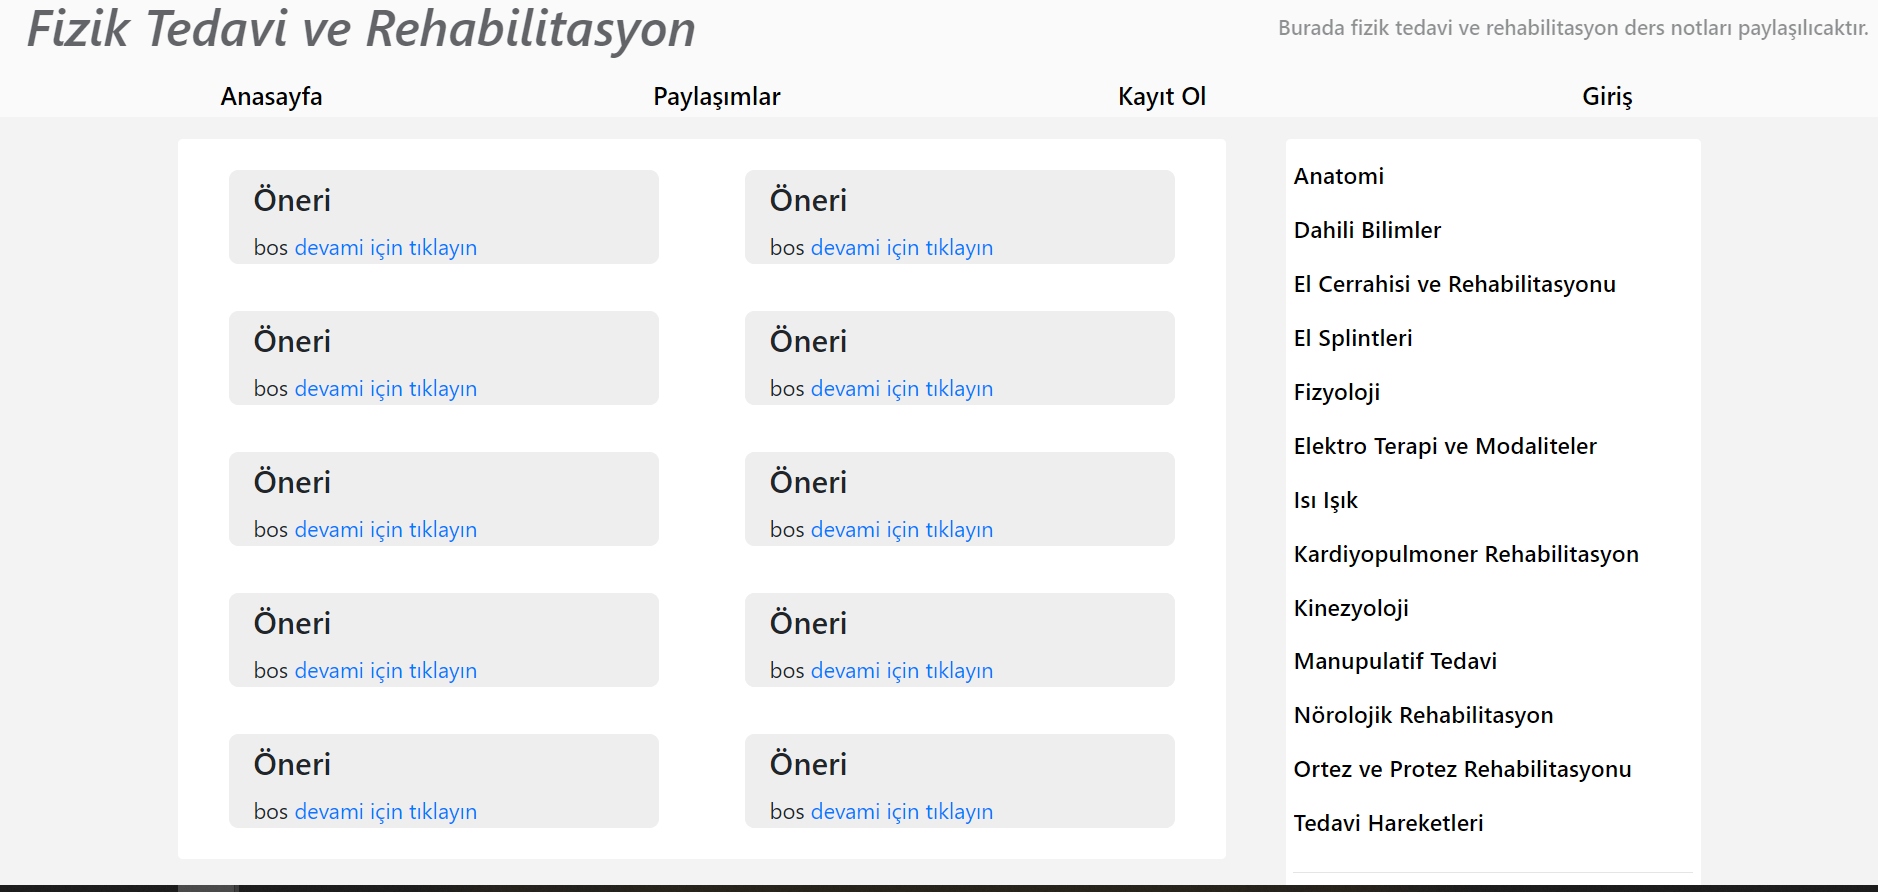 Fizik Tedavi ve Rehabilitasyon
Burada fizik tedavi ve rehabilitasyon ders notları paylaşılıcaktır.
Anasayfa Paylaşımlar Kayıt Ol Giriş
Öneri
bos devami için tıklayın
Öneri
bos devami için tıklayın
Öneri
bos devami için tıklayın
Öneri
bos devami için tıklayın
Öneri
bos devami için tıklayın
Öneri
bos devami için tıklayın
Öneri
bos devami için tıklayın
Öneri
bos devami için tıklayın
Öneri
bos devami için tıklayın
Öneri
bos devami için tıklayın
Anatomi
Dahili Bilimler
El Cerrahisi ve Rehabilitasyonu
El Splintleri
Fizyoloji
Elektro Terapi ve Modaliteler
Isı Işık
Kardiyopulmoner Rehabilitasyon
Kinezyoloji
Manupulatif Tedavi
Nörolojik Rehabilitasyon
Ortez ve Protez Rehabilitasyonu
Tedavi Hareketleri